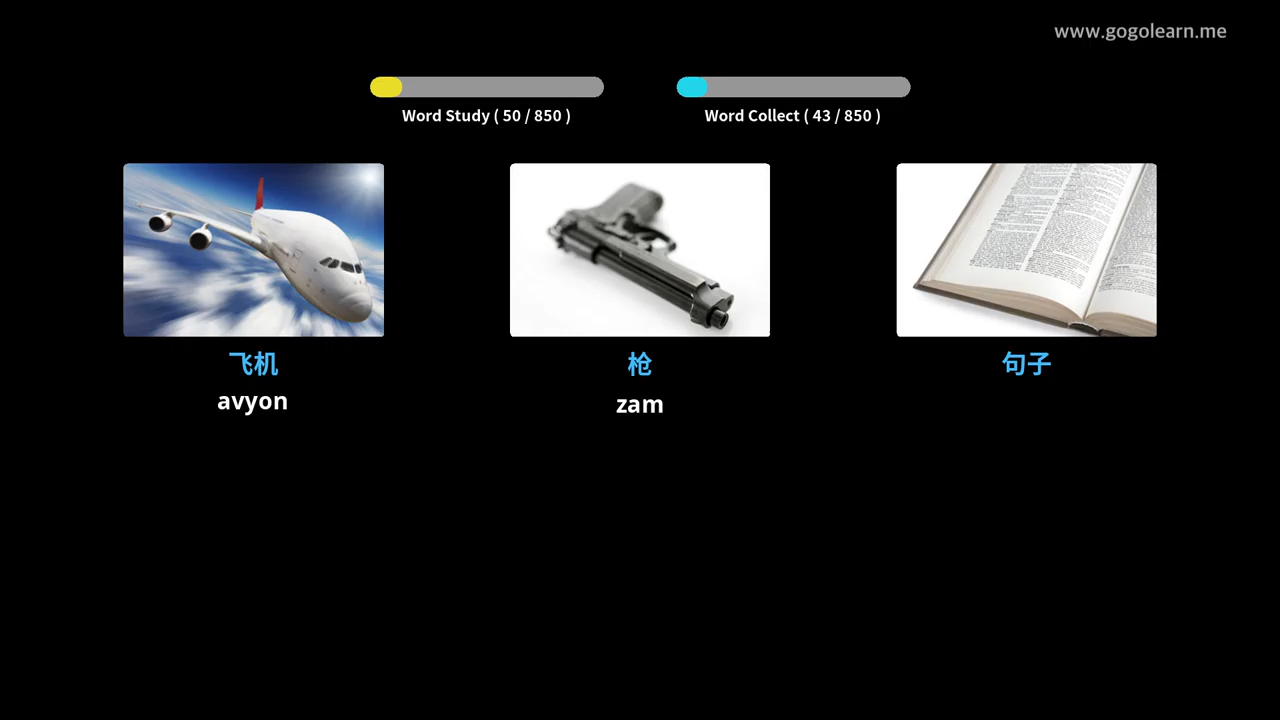 www.gogolearn.me
Word Study ( 50 / 850 )
Word Collect ( 43 / 850 )
飞机
avyon
枪
zam
句子